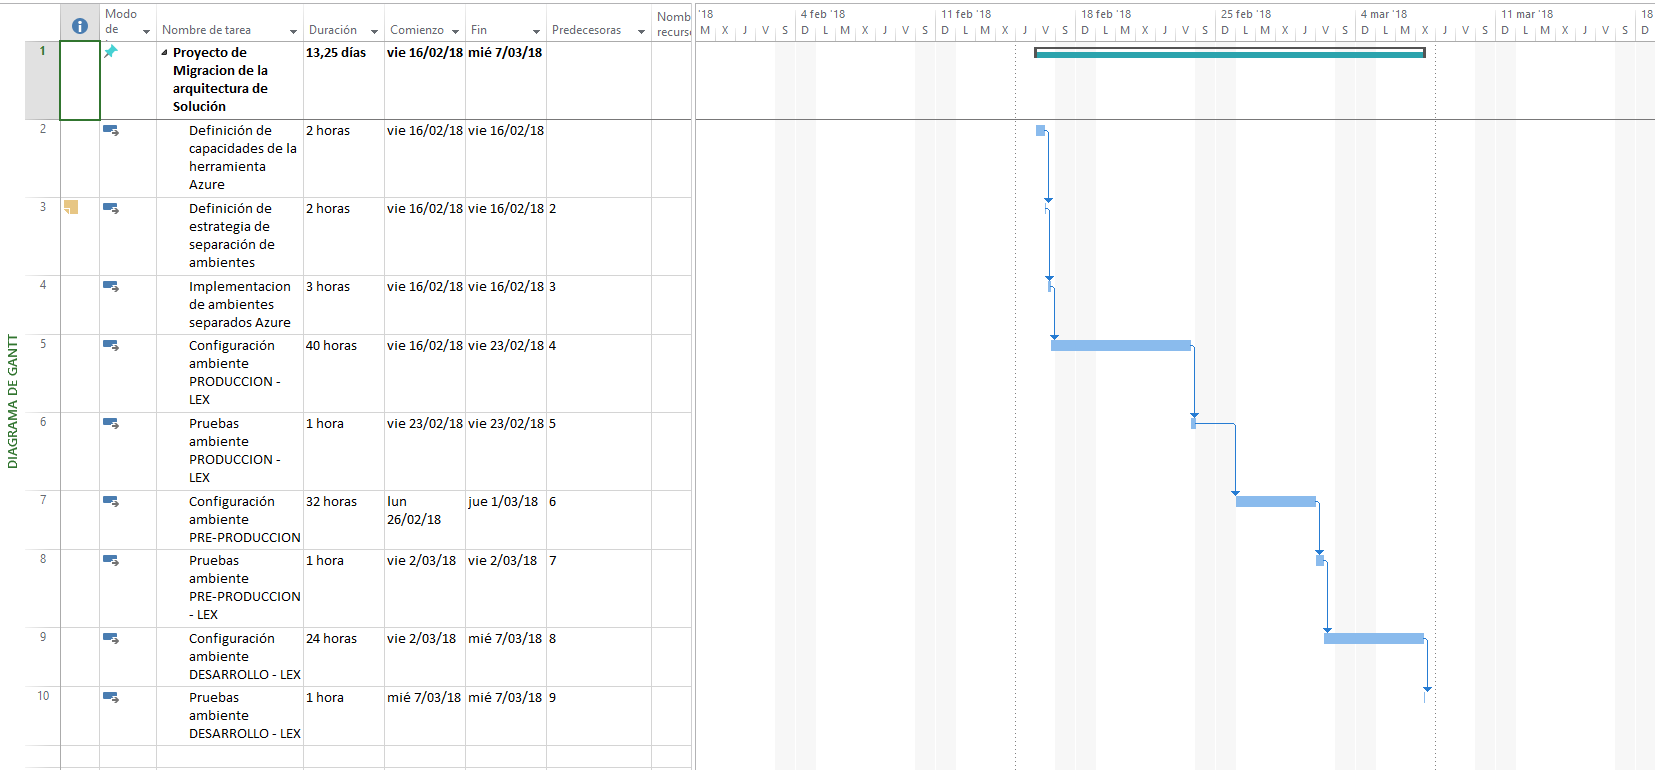 Modo
de
Nombre de tarea
Duración
Comienzo
Fin
Predecesoras
Nomb
recurs
'18
4 feb '18
11 feb '18
18 feb '18
25 feb '18
4 mar '18
11 mar '18
18
M X J V S D L M X J V S D L M X J V S D L M X J V S D L M X J V S D L M X J V S D L M X J V S D
DIAGRAMA DE GANTT
1
Proyecto de
Migracion de la
arquitectura de
Solución
13,25 días
vie 16/02/18
mié 7/03/18
2
Definición de
capacidades de la
herramienta
Azure
2 horas
vie 16/02/18
vie 16/02/18
3
Definición de
estrategia de
separación de
ambientes
2 horas
vie 16/02/18
vie 16/02/18
2
4
Implementacion
de ambientes
separados Azure
3 horas
vie 16/02/18
vie 16/02/18
3
5
Configuración
ambiente
PRODUCCION -
LEX
40 horas
vie 16/02/18
vie 23/02/18
4
6
Pruebas
ambiente
PRODUCCION -
LEX
1 hora
vie 23/02/18
vie 23/02/18
5
7
Configuración
ambiente
PRE-PRODUCCION
32 horas
lun
26/02/18
jue 1/03/18
6
8
Pruebas
ambiente
PRE-PRODUCCION
- LEX
1 hora
vie 2/03/18
vie 2/03/18
7
9
Configuración
ambiente
DESARROLLO - LEX
24 horas
vie 2/03/18
mié 7/03/18
8
10
Pruebas
ambiente
DESARROLLO - LEX
1 hora
mié 7/03/18
mié 7/03/18
9